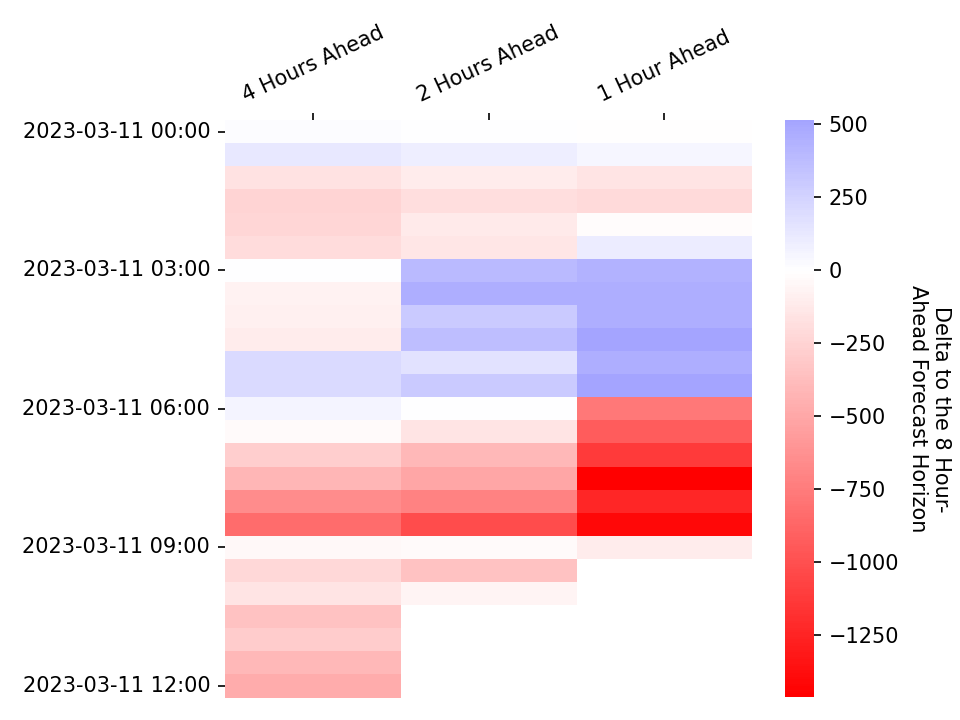 4 Hours Ahead
2 Hours Ahead
1 Hour Ahead
2023-03-11 00:00
2023-03-11 03:00
2023-03-11 06:00
2023-03-11 09:00
2023-03-11 12:00
500
250
0
−250
−500
−750
−1000
−1250
Delta to the 8 Hour-
Ahead Forecast Horizon